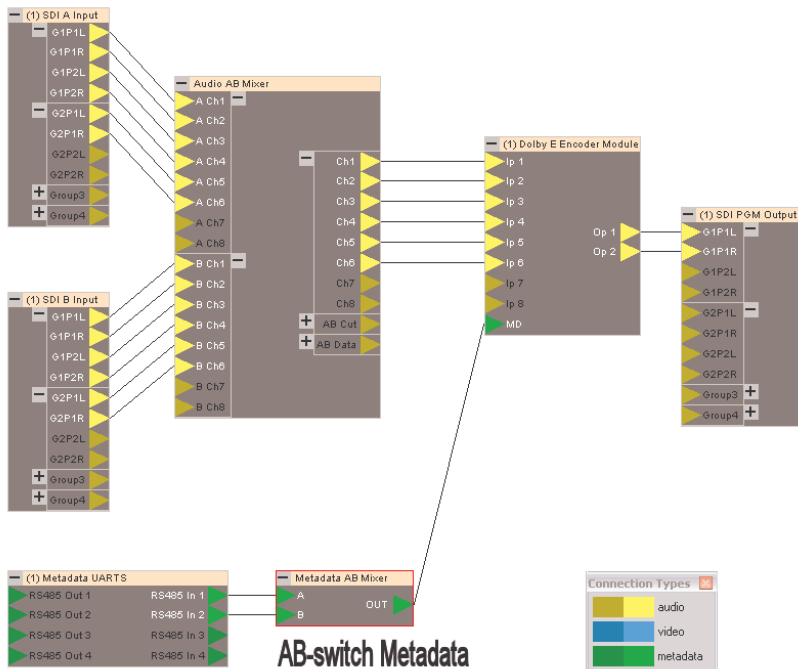 (1) SDI A Input
G1P1L
G1P1R
G1P2L
G1P2R
G2P1L
G2P1R
G2P2L
G2P2R
Group3
Group4
Audio AB Mixer
A Ch1
A Ch2
A Ch3
A Ch4
A Ch5
A Ch6
A Ch7
A Ch8
B Ch1
B Ch2
B Ch3
B Ch4
B Ch5
B Ch6
B Ch7
B Ch8
Ch1
Ch2
Ch3
Ch4
Ch5
Ch6
Ch7
Ch8
AB Cut
AB Data
(1) Dolby E Encoder Module
Ip 1
Ip 2
Ip 3
Ip 4
Ip 5
Ip 6
Ip 7
Ip 8
MD
Op 1
Op 2
(1) SDI PGM Output
G1P1L
G1P1R
G1P2L
G1P2R
G2P1L
G2P1R
G2P2L
G2P2R
Group3
Group4
(1) SDI B Input
G1P1L
G1P1R
G1P2L
G1P2R
G2P1L
G2P1R
G2P2L
G2P2R
Group3
Group4
(1) Metadata UARTS
RS485 Out 1
RS485 Out 2
RS485 Out 3
RS485 Out 4
RS485 In 1
RS485 In 2
RS485 In 3
RS485 In 4
Metadata AB Mixer
A
B
OUT
AB-switch Metadata
Connection Types
audio
video
metadata